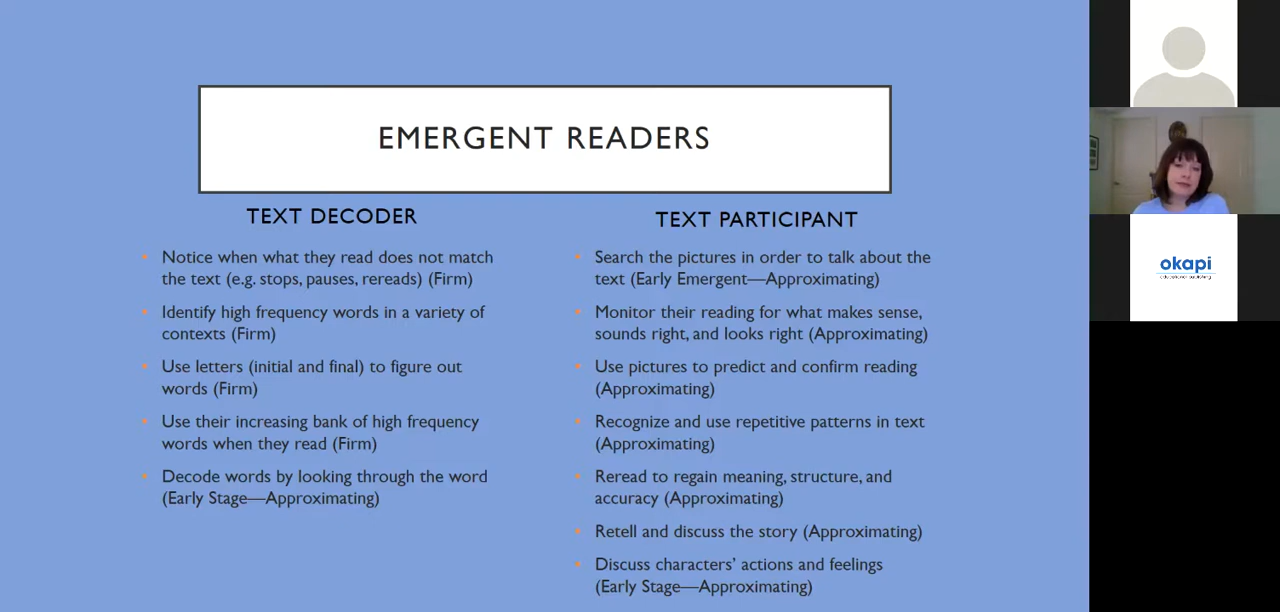 EMERGENT READERS
TEXT DECODER
Notice when what they read does not match
the text (e.g. stops, pauses, rereads) (Firm)
Identify high frequency words in a variety of
contexts (Firm)
Use letters (initial and final) to figure out
words (Firm)
Use their increasing bank of high frequency
words when they read (Firm)
Decode words by looking through the word
(Early Stage—Approximating)
TEXT PARTICIPANT
Search the pictures in order to talk about the
text (Early Emergent—Approximating)
Monitor their reading for what makes sense,
sounds right, and looks right (Approximating)
Use pictures to predict and confirm reading
(Approximating)
Recognize and use repetitive patterns in text
(Approximating)
Reread to regain meaning, structure, and
accuracy (Approximating)
Retell and discuss the story (Approximating)
Discuss characters’ actions and feelings
(Early Stage—Approximating)
okapi
educational publishing